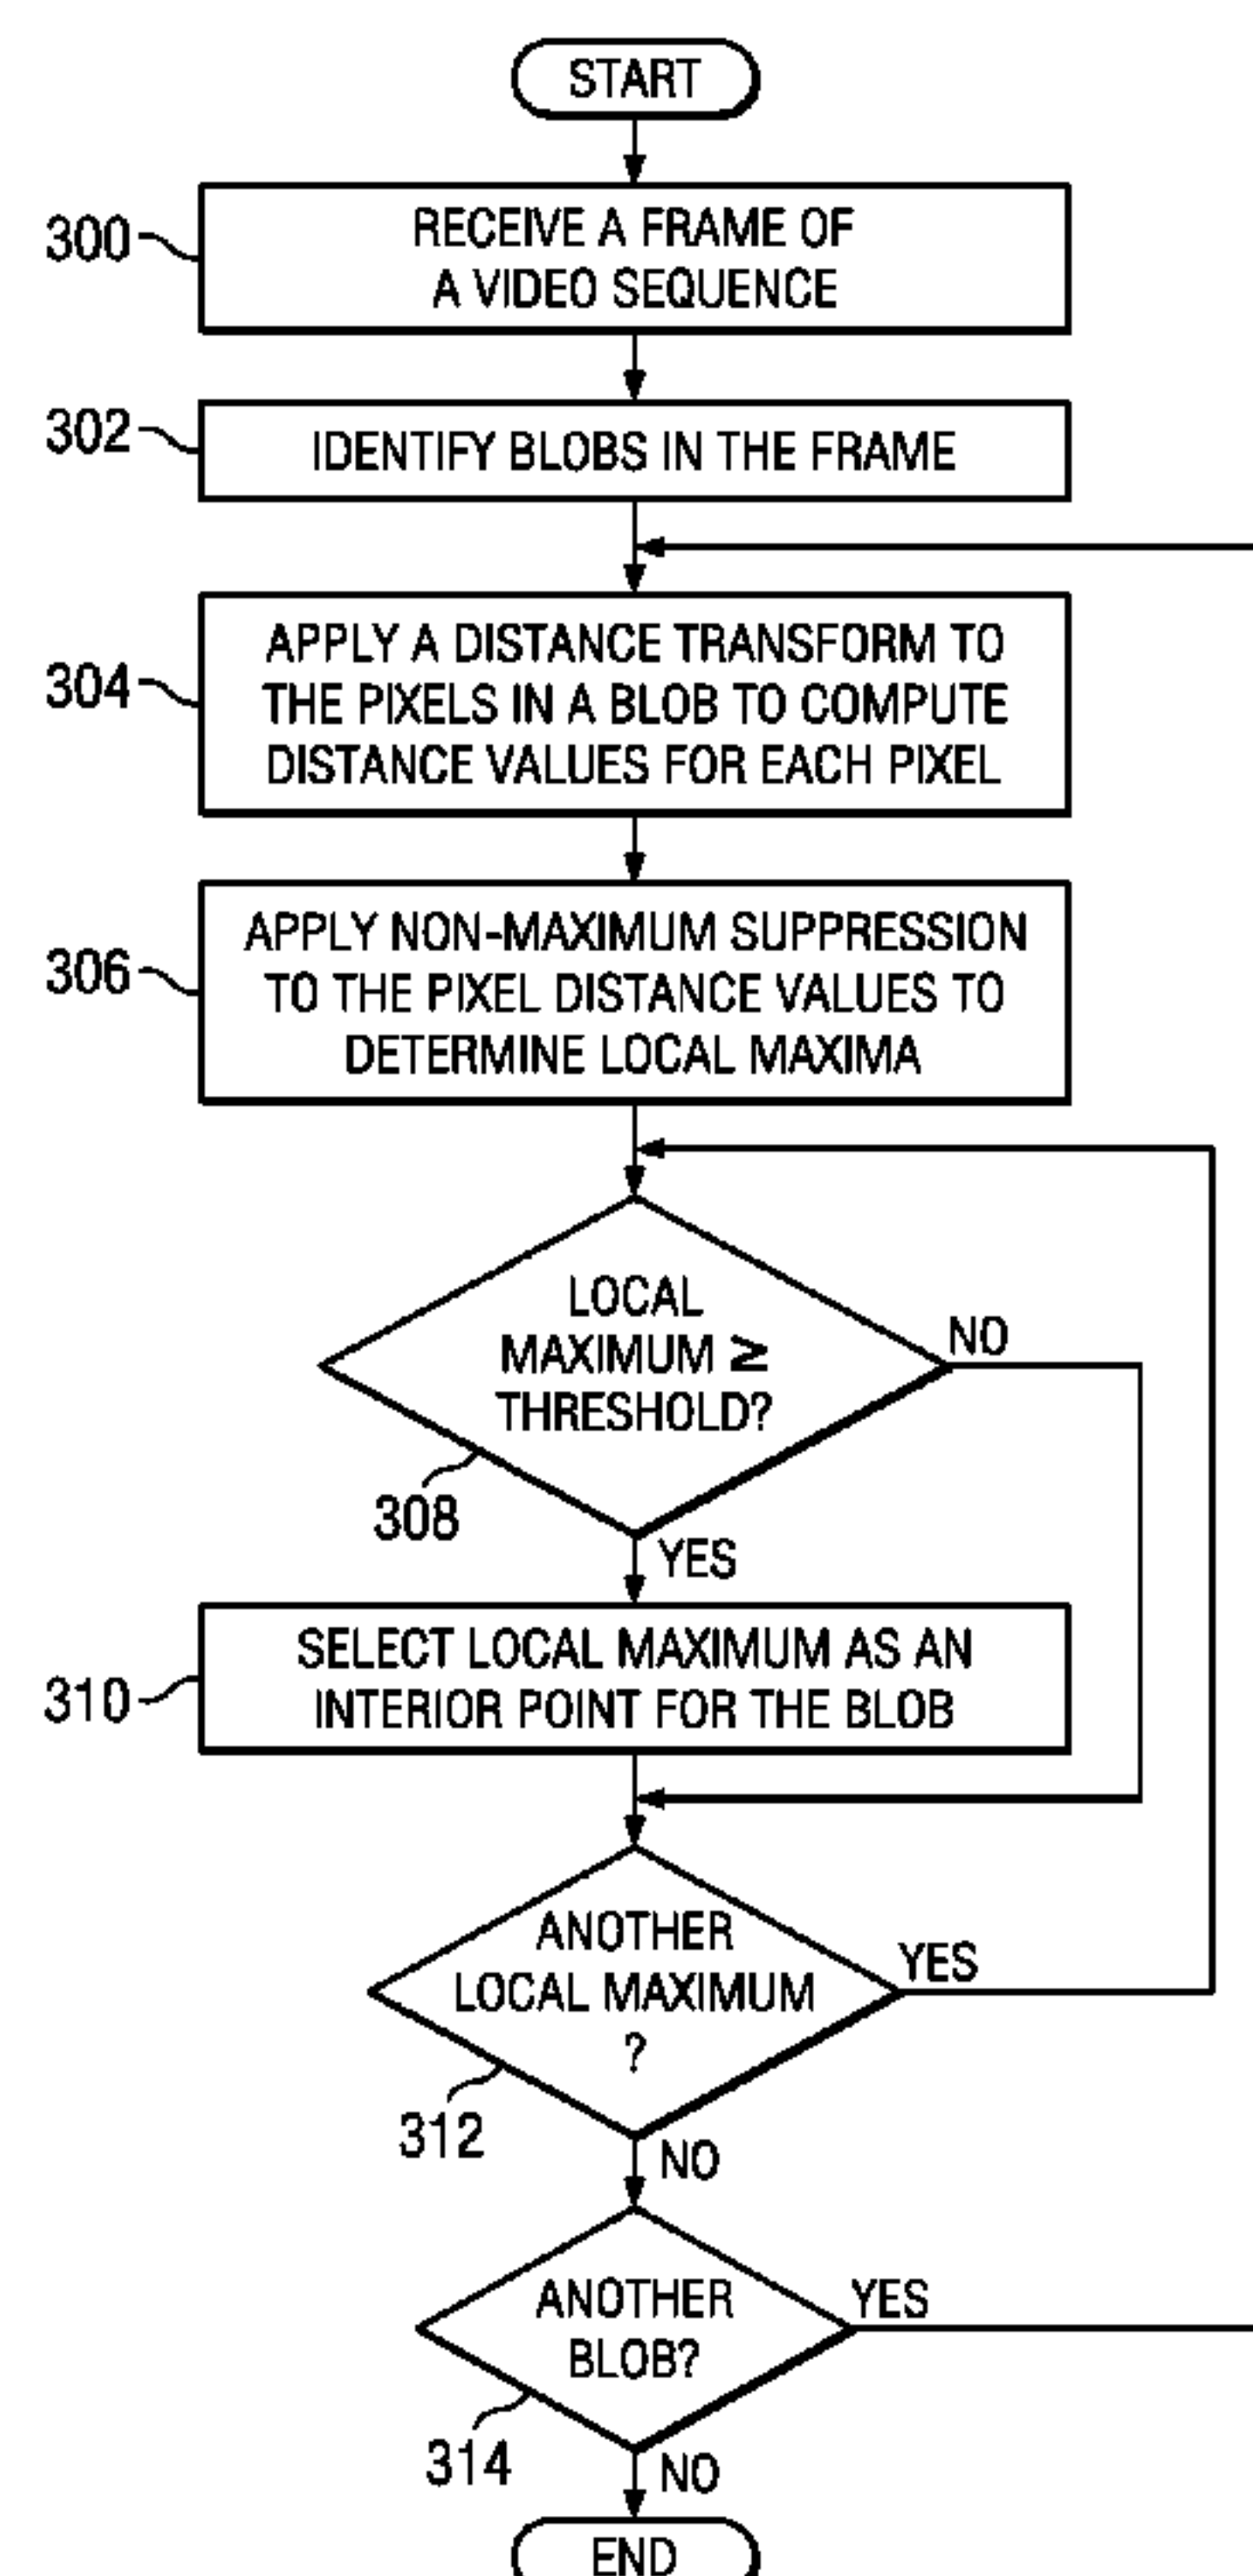 START
300
RECEIVE A FRAME OF
A VIDEO SEQUENCE
302
IDENTIFY BLOBS IN THE FRAME
304
APPLY A DISTANCE TRANSFORM TO
THE PIXELS IN A BLOB TO COMPUTE
DISTANCE VALUES FOR EACH PIXEL
306
APPLY NON-MAXIMUM SUPPRESSION
TO THE PIXEL DISTANCE VALUES TO
DETERMINE LOCAL MAXIMA
LOCAL
MAXIMUM ≥
THRESHOLD?
NO
308
YES
310
SELECT LOCAL MAXIMUM AS AN
INTERIOR POINT FOR THE BLOB
ANOTHER
LOCAL MAXIMUM
?
YES
312
NO
ANOTHER
BLOB?
YES
314
NO
END